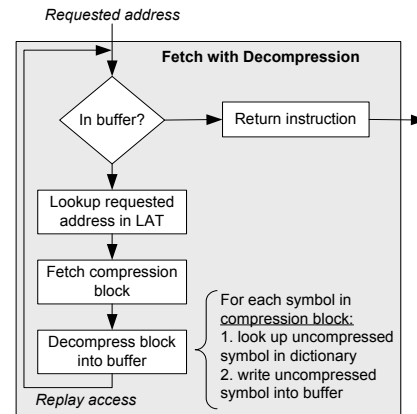 Requested address
Fetch with Decompression
In buffer?
Return instruction
Lookup requested
address in LAT
Fetch compression
block
Decompress block
into buffer
For each symbol in
compression block:
1. look up uncompressed
symbol in dictionary
2. write uncompressed
symbol into buffer
Replay access